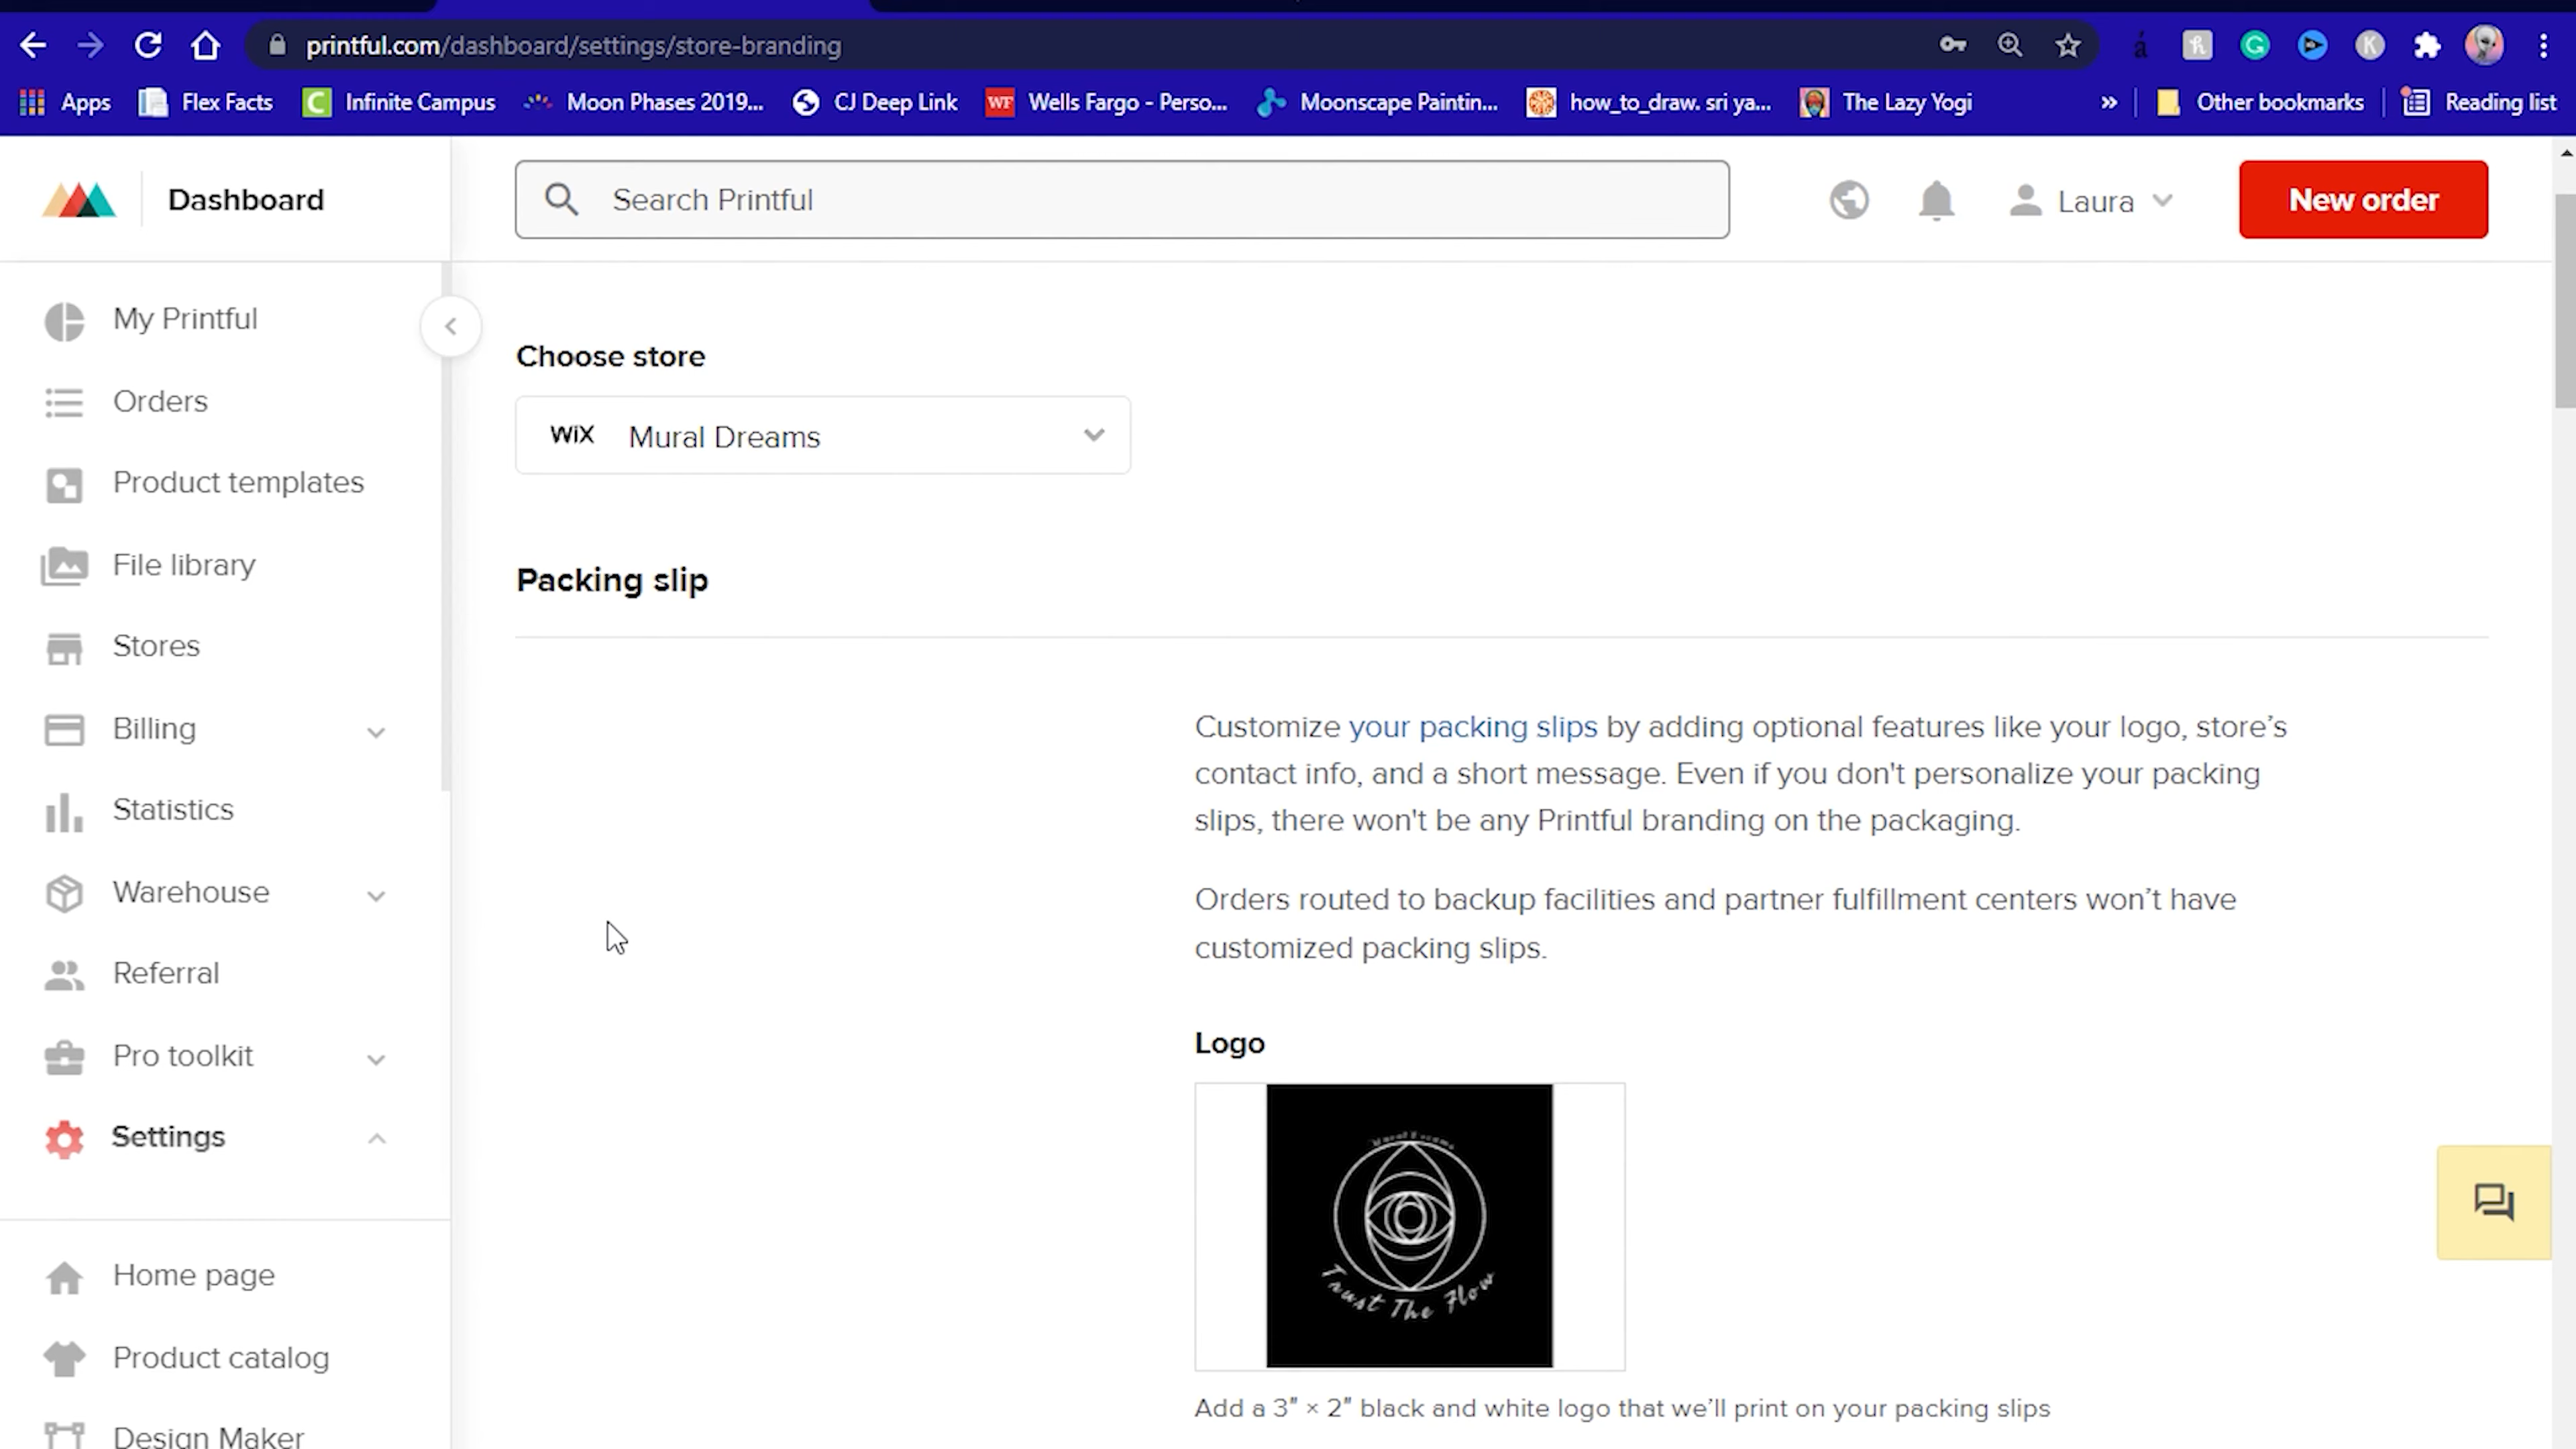 printful.com/dashboard/settings/store-branding
Apps Flex Facts Infinite Campus Moon Phases 2019... CJ Deep Link WF Wells Fargo - Perso... Moonscape Paintin... how_to_draw. sri ya... The Lazy Yogi » Other bookmarks Reading list
Dashboard
Search Printful
Laura
New order
My Printful
Orders
Product templates
File library
Stores
Billing
Statistics
Warehouse
Referral
Pro toolkit
Settings
Home page
Product catalog
Design Maker
Choose store
WiX Mural Dreams
Packing slip
Customize your packing slips by adding optional features like your logo, store’s
contact info, and a short message. Even if you don't personalize your packing
slips, there won't be any Printful branding on the packaging.
Orders routed to backup facilities and partner fulfillment centers won’t have
customized packing slips.
Logo
Mural Dreams
Trust The Flow
Add a 3″ × 2″ black and white logo that we’ll print on your packing slips